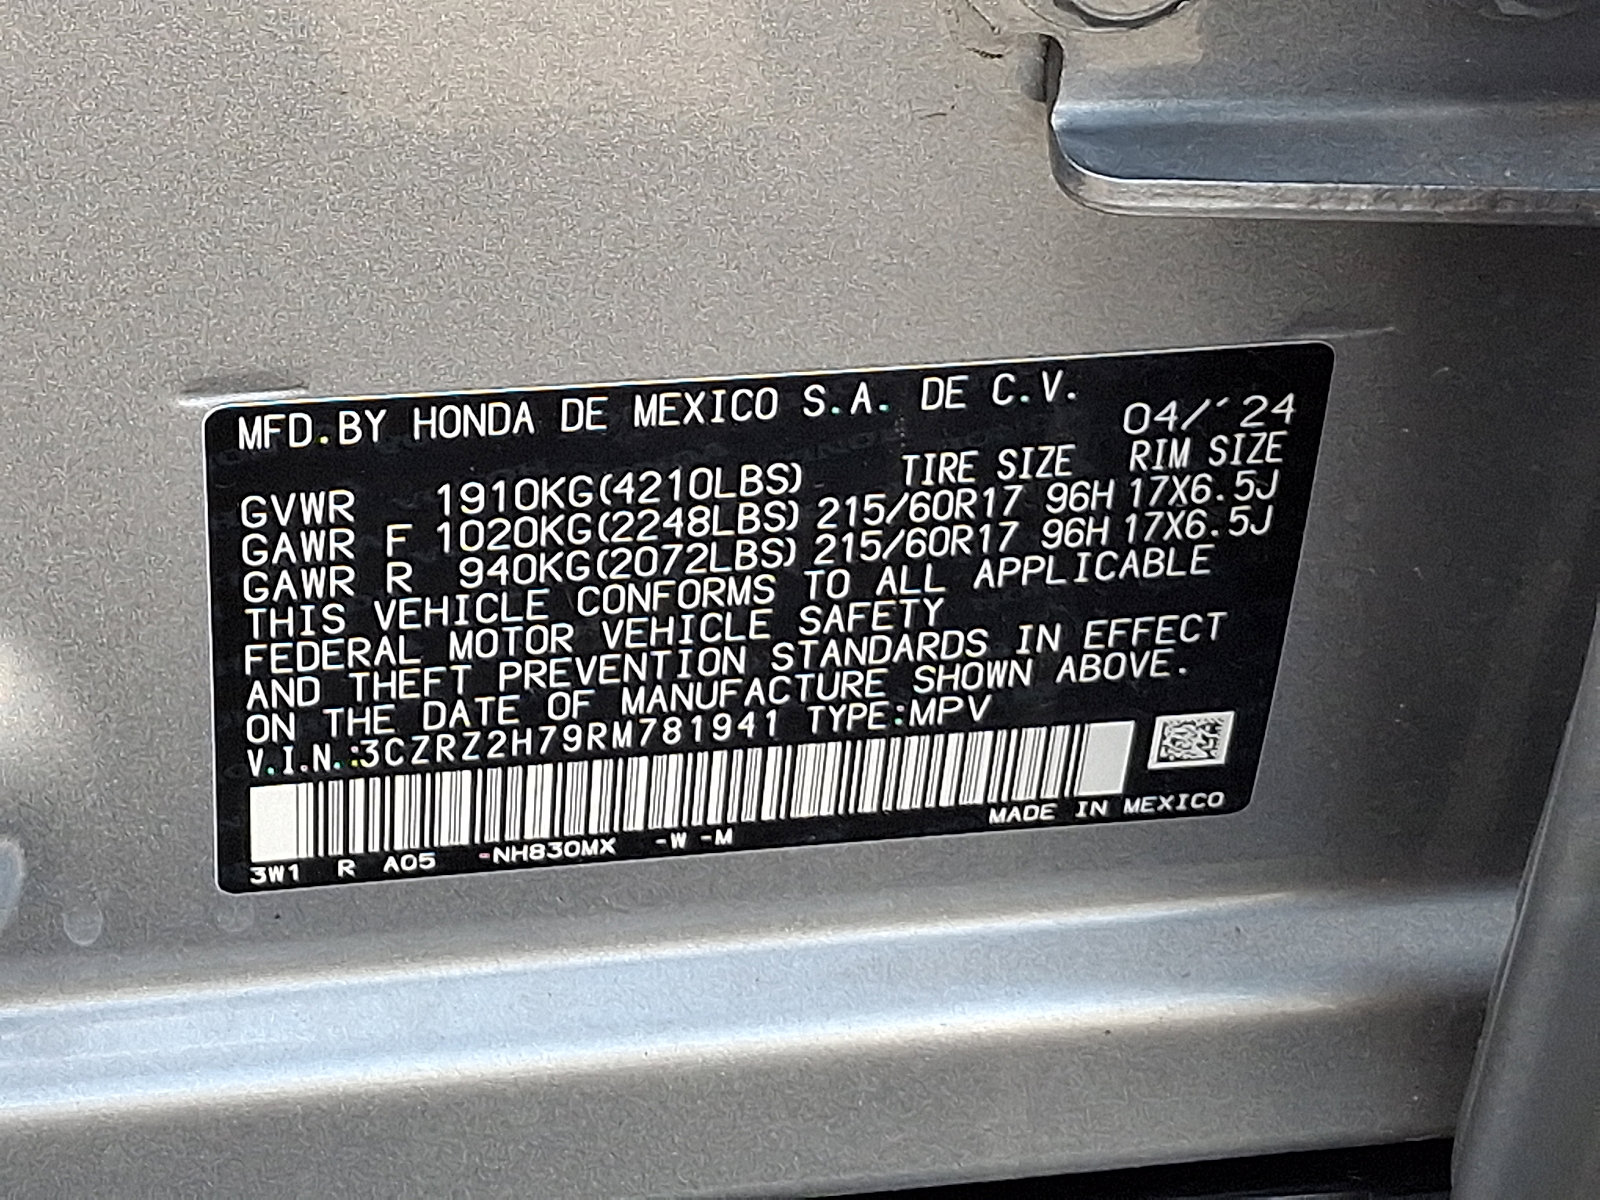 MFD.BY HONDA DE MEXICO S.A. DE C.V.
04/´24
TIRE SIZE RIM SIZE
GVWR 1910KG(4210LBS)
GAWR F 1020KG(2248LBS) 215/60R17 96H 17X6.5J
GAWR R 940KG(2072LBS) 215/60R17 96H 17X6.5J
THIS VEHICLE CONFORMS TO ALL APPLICABLE
FEDERAL MOTOR VEHICLE SAFETY
AND THEFT PREVENTION STANDARDS IN EFFECT
ON THE DATE OF MANUFACTURE SHOWN ABOVE.
V.I.N.:3CZRZ2H79RM781941 TYPE:MPV
MADE IN MEXICO
3W1 R A05 -NH830MX -W -M